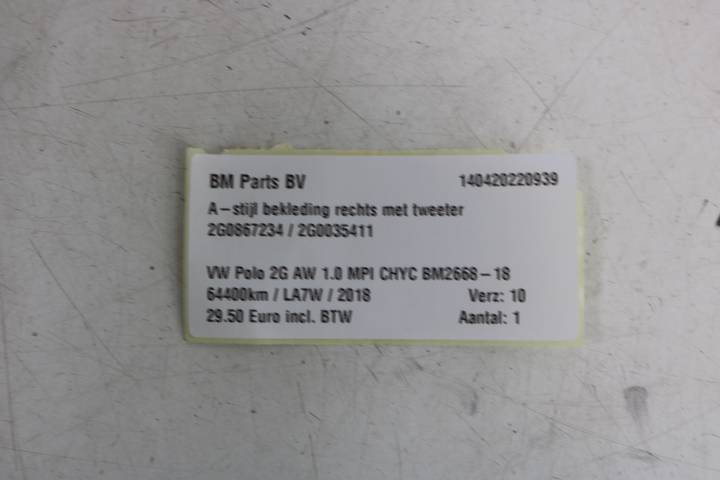 BM Parts BV 140420220939
A-stijl bekleding rechts met tweeter
2G0867234 / 2G0035411
VW Polo 2G AW 1.0 MPI CHYC BM2668-18
64400km / LA7W / 2018 Verz: 10
29.50 Euro incl. BTW Aantal: 1